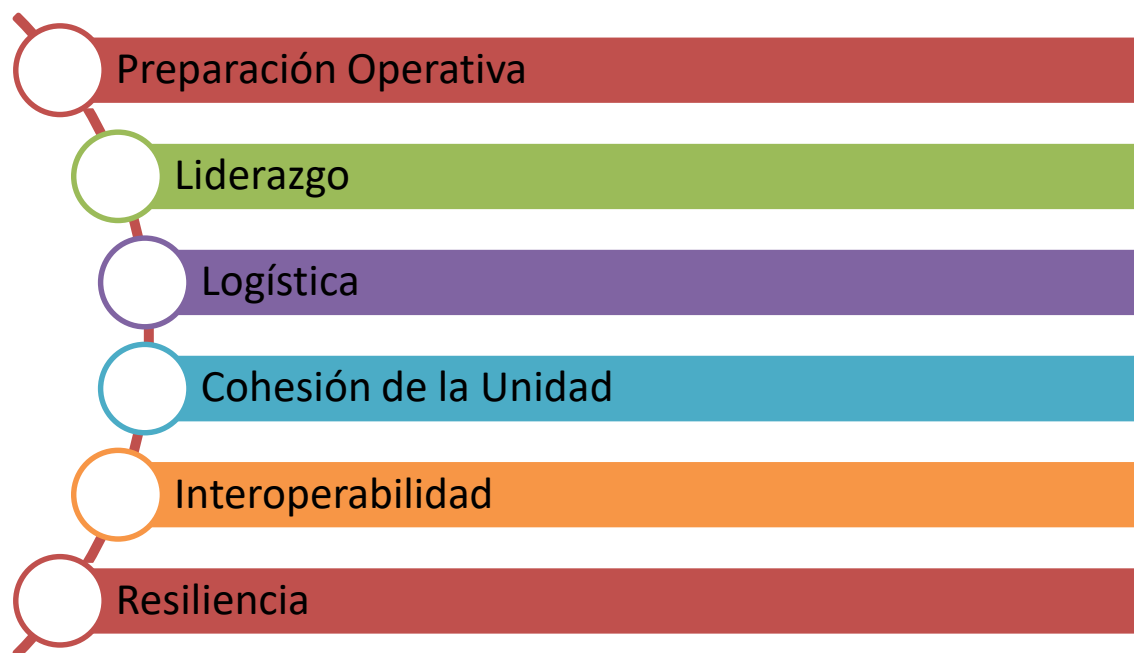 Preparación Operativa
Liderazgo
Logística
Cohesión de la Unidad
Interoperabilidad
Resiliencia